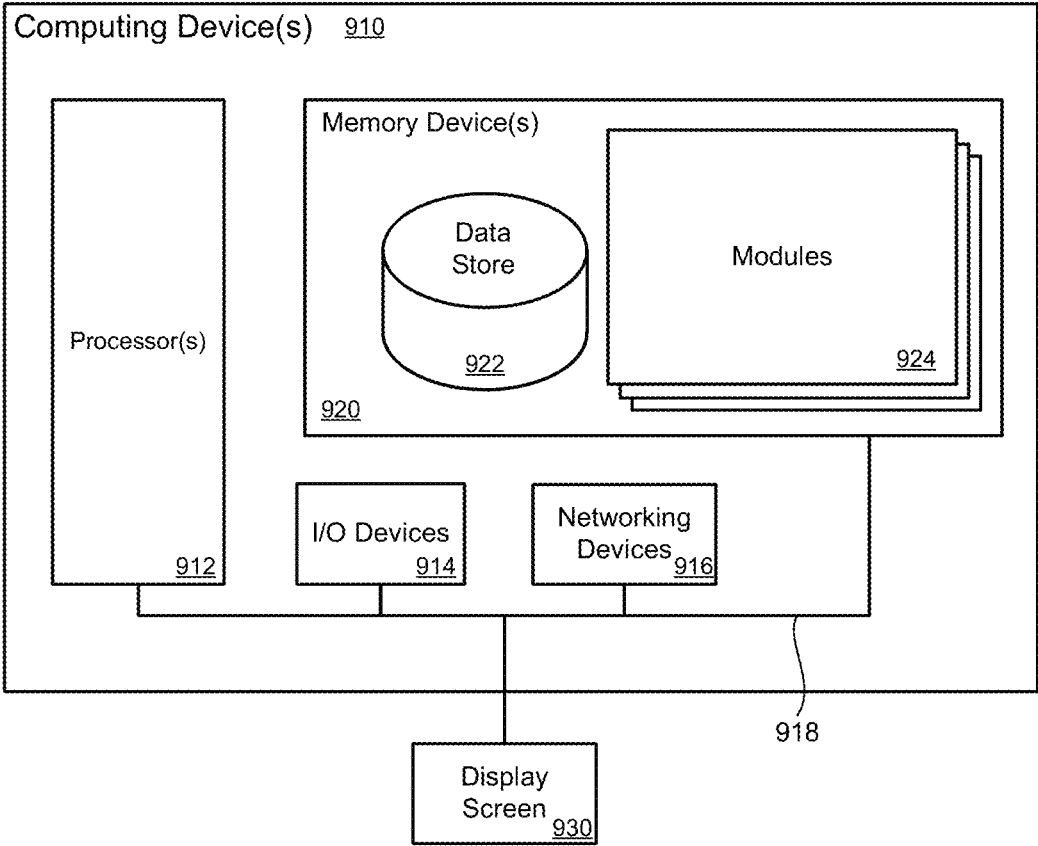 Computing Device(s) 910
Memory Device(s)
Data
Store
Modules
Processor(s)
922
924
920
I/O Devices
Networking
Devices
912
914
916
918
Display
Screen
930